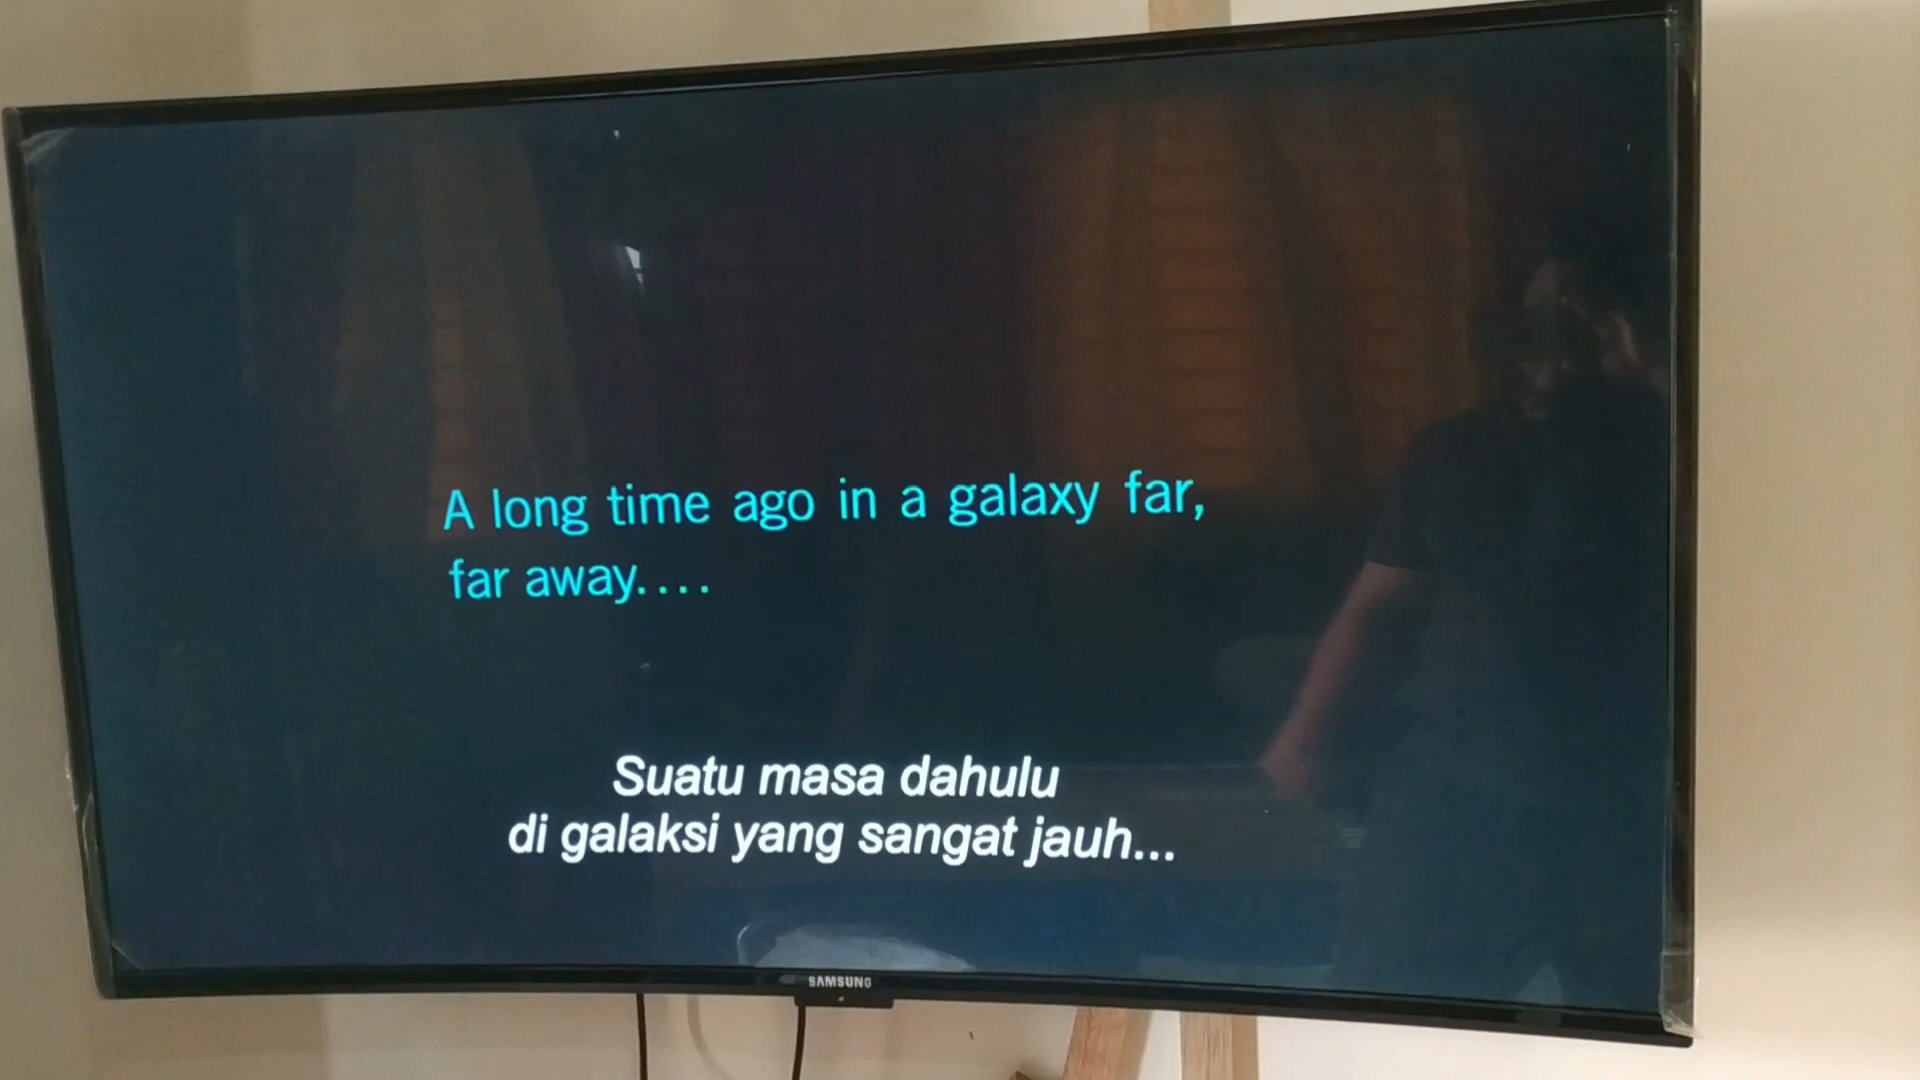 A long time ago in a galaxy far,
far away....
Suatu masa dahulu
di galaksi yang sangat jauh...
SAMSUNG